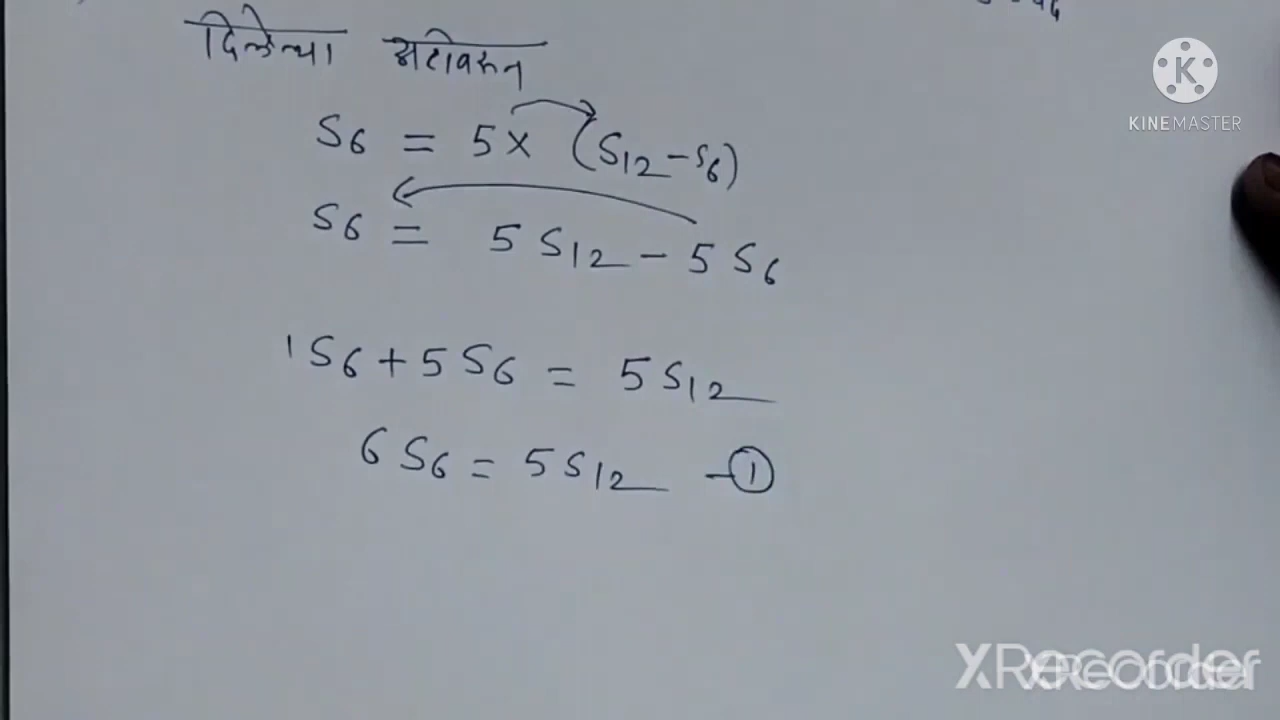 दिलेल्या अटीवरून
S6 = 5 × (S12 – S6)
S6 = 5 S12 – 5 S6
1S6 + 5 S6 = 5 S12
6 S6 = 5 S12 – ①
KINEMASTER
XRecorder